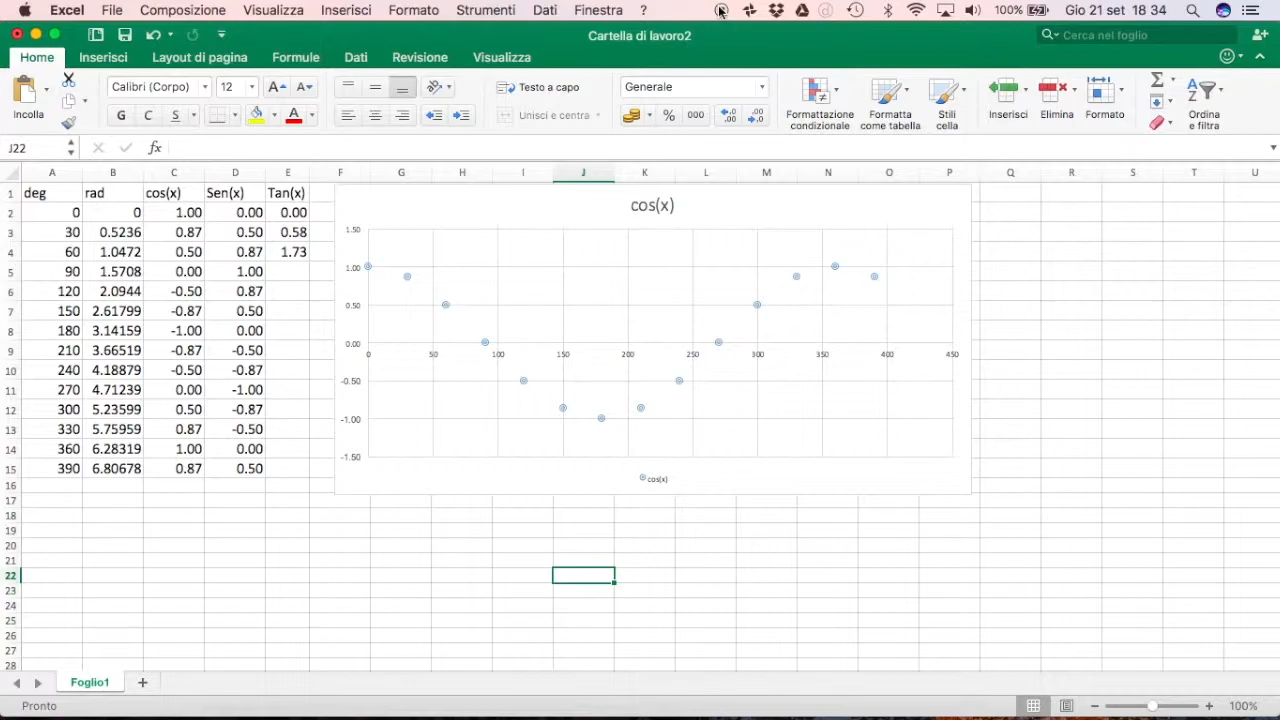 Excel File Composizione Visualizza Inserisci Formato Strumenti Dati Finestra ? 100% Gio 21 set 18 34
Cartella di lavoro2 Cerca nel foglio
Home Inserisci Layout di pagina Formule Dati Revisione Visualizza
Incolla Calibri (Corpo) 12 A A Testo a capo Generale Formattazione condizionale Formatta come tabella Stili cella Inserisci Elimina Formato Ordina e filtra
G C S A Unisci e centra % 000
J22 fx
A B C D E F G H I J K L M N O P Q R S T U
1 deg rad cos(x) Sen(x) Tan(x)
2 0 0 1.00 0.00 0.00
3 30 0.5236 0.87 0.50 0.58
4 60 1.0472 0.50 0.87 1.73
5 90 1.5708 0.00 1.00
6 120 2.0944 -0.50 0.87
7 150 2.61799 -0.87 0.50
8 180 3.14159 -1.00 0.00
9 210 3.66519 -0.87 -0.50
10 240 4.18879 -0.50 -0.87
11 270 4.71239 0.00 -1.00
12 300 5.23599 0.50 -0.87
13 330 5.75959 0.87 -0.50
14 360 6.28319 1.00 0.00
15 390 6.80678 0.87 0.50
16
17
18
19
20
21
22
23
24
25
26
27
28
cos(x)
1.50
1.00
0.50
0.00
0 50 100 150 200 250 300 350 400 450
-0.50
-1.00
-1.50
cos(x)
Foglio1
Pronto 100%